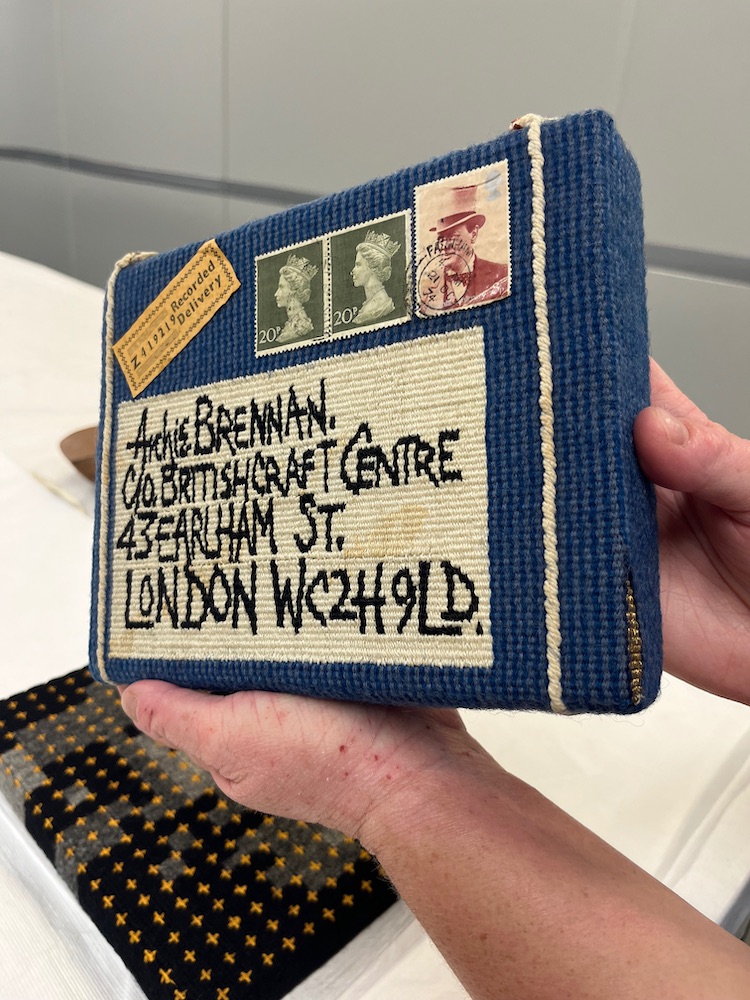 Z 419219 Recorded
Delivery
20P
20P
Archie BRENNAN.
C/o. BRITISH CRAFT CENTRE
43 EARLHAM ST.
LONDON WC2H 9LD.